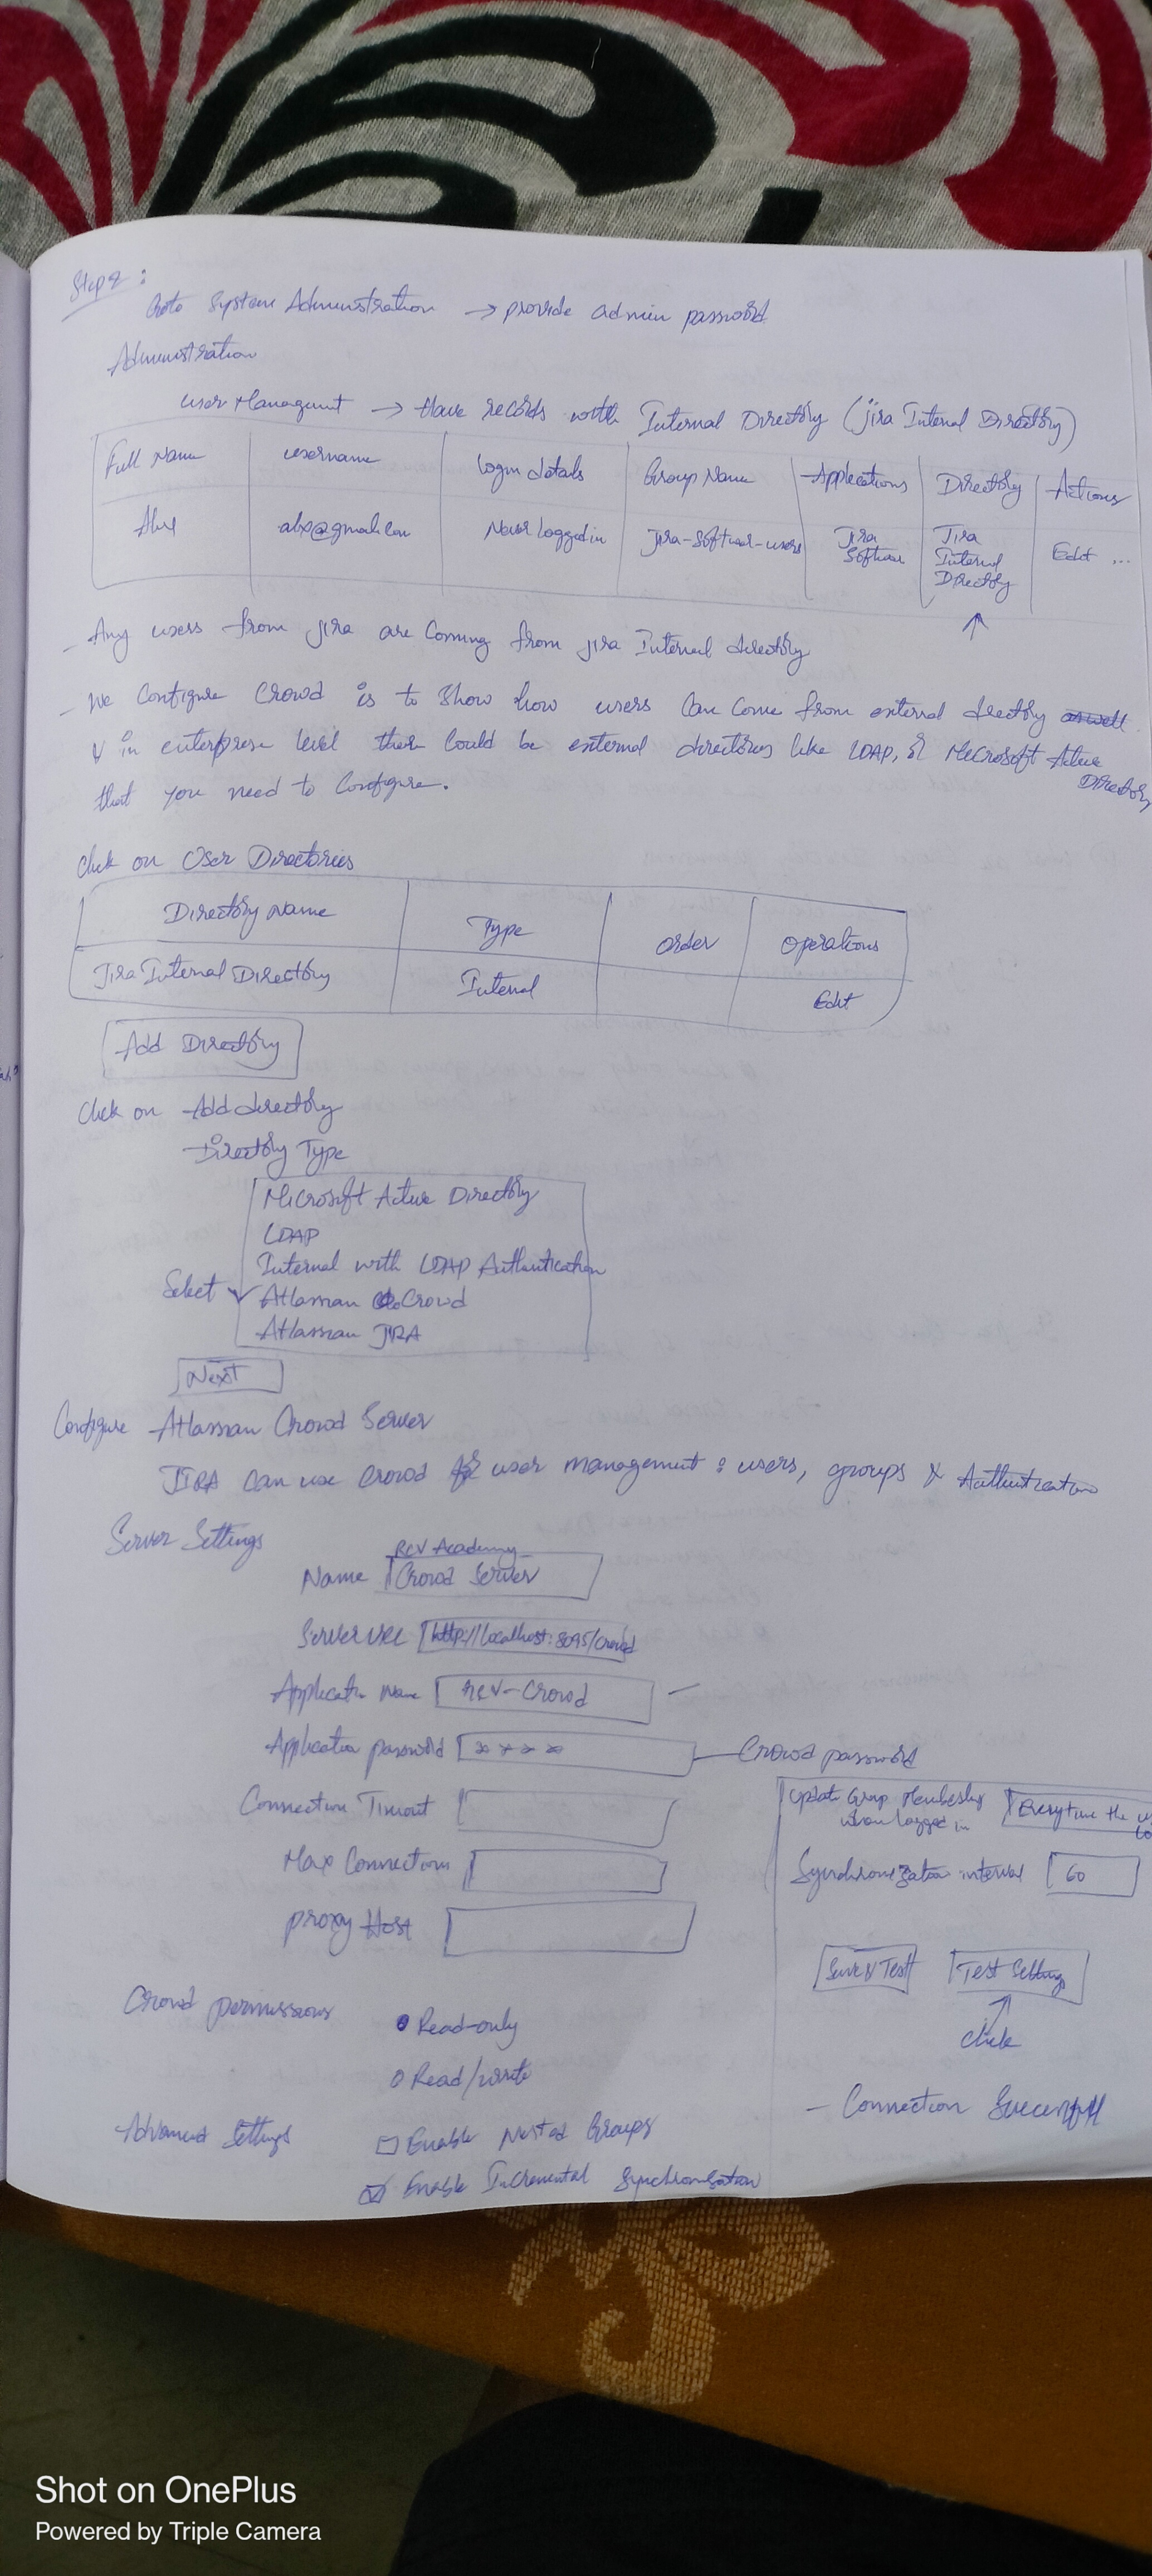 Step 2:
Goto System Administration → provide admin password
Administration
user Management → Have records with Internal Directory (jira Internal Directory)
Full Name username login details Group Name Applications Directory Actions
Never logged in Jira-Software-users Jira Software Jira Internal Directory Edit ...
- Any users from jira are coming from jira Internal directory
- We Configure Crowd is to show how users can come from external directory as well
& in enterprise level there could be external directories like LDAP, & Microsoft Active Directory
that you need to Configure.
Click on User Directories
Directory Name Type order Operations
Jira Internal Directory Internal Edit
Add Directory
Click on Add directory
Directory Type
Microsoft Active Directory
LDAP
Internal with LDAP Authentication
Select ✓ Atlassian Crowd
Atlassian JIRA
Next
Configure Atlassian Crowd Server
JIRA can use Crowd for user management : users, groups & Authentication
Server Settings
RCV Academy
Name Crowd Server
Server URL http://localhost:8095/crowd
Application Name RCV-Crowd
Application password **** — Crowd password
Connection Timeout
Max Connections
proxy Host
Crowd permissions
Read-only
Read/write
Advanced Settings
Enable Nested Groups
Enable Incremental Synchronisation
Update Group Membership when logged in Every time the
Synchronization interval 60
Save & Test Test Settings
Click
- Connection Successful
Shot on OnePlus
Powered by Triple Camera